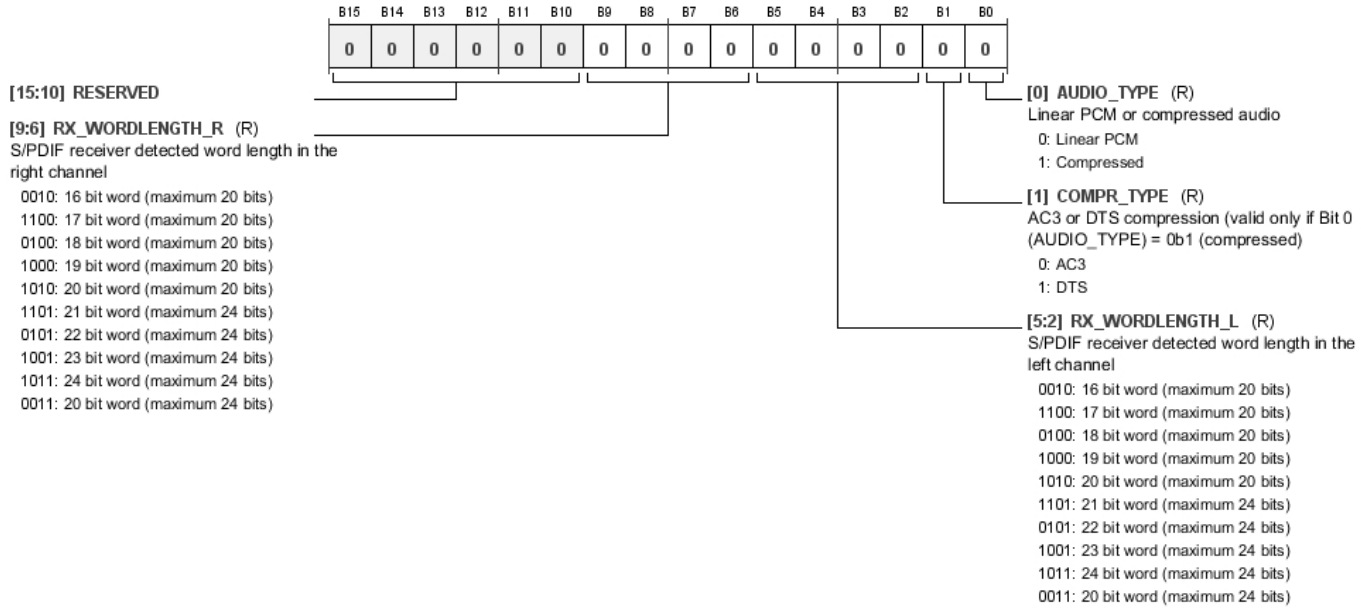 B15 B14 B13 B12 B11 B10 B9 B8 B7 B6 B5 B4 B3 B2 B1 B0
0 0 0 0 0 0 0 0 0 0 0 0 0 0 0 0
[15:10] RESERVED
[9:6] RX_WORDLENGTH_R (R)
S/PDIF receiver detected word length in the
right channel
0010: 16 bit word (maximum 20 bits)
1100: 17 bit word (maximum 20 bits)
0100: 18 bit word (maximum 20 bits)
1000: 19 bit word (maximum 20 bits)
1010: 20 bit word (maximum 20 bits)
1101: 21 bit word (maximum 24 bits)
0101: 22 bit word (maximum 24 bits)
1001: 23 bit word (maximum 24 bits)
1011: 24 bit word (maximum 24 bits)
0011: 20 bit word (maximum 24 bits)
[0] AUDIO_TYPE (R)
Linear PCM or compressed audio
0: Linear PCM
1: Compressed
[1] COMPR_TYPE (R)
AC3 or DTS compression (valid only if Bit 0
(AUDIO_TYPE) = 0b1 (compressed)
0: AC3
1: DTS
[5:2] RX_WORDLENGTH_L (R)
S/PDIF receiver detected word length in the
left channel
0010: 16 bit word (maximum 20 bits)
1100: 17 bit word (maximum 20 bits)
0100: 18 bit word (maximum 20 bits)
1000: 19 bit word (maximum 20 bits)
1010: 20 bit word (maximum 20 bits)
1101: 21 bit word (maximum 24 bits)
0101: 22 bit word (maximum 24 bits)
1001: 23 bit word (maximum 24 bits)
1011: 24 bit word (maximum 24 bits)
0011: 20 bit word (maximum 24 bits)